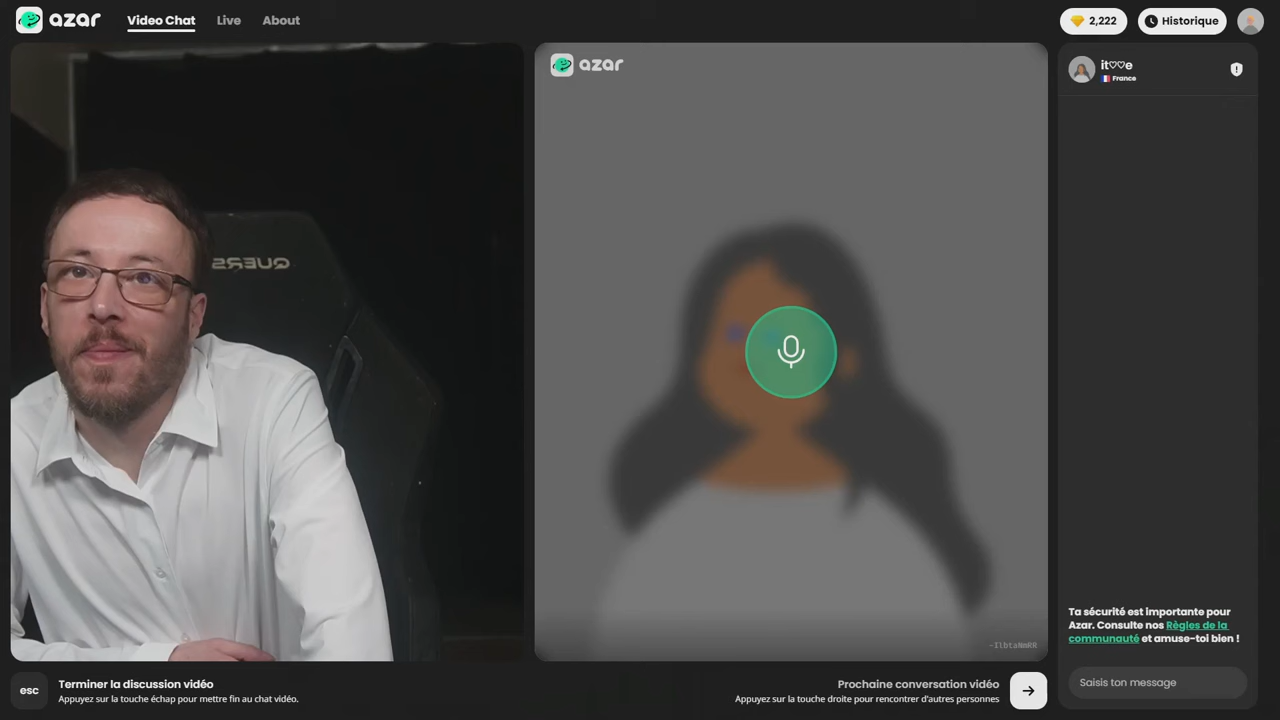 azar
Video Chat
Live
About
2,222
Historique
azar
it♡♡e
France
QUERS
~IlbtaNmRR
Ta sécurité est importante pour
Azar. Consulte nos Règles de la
communauté et amuse-toi bien !
Saisis ton message
esc
Terminer la discussion vidéo
Appuyez sur la touche échap pour mettre fin au chat vidéo.
Prochaine conversation vidéo
Appuyez sur la touche droite pour rencontrer d'autres personnes